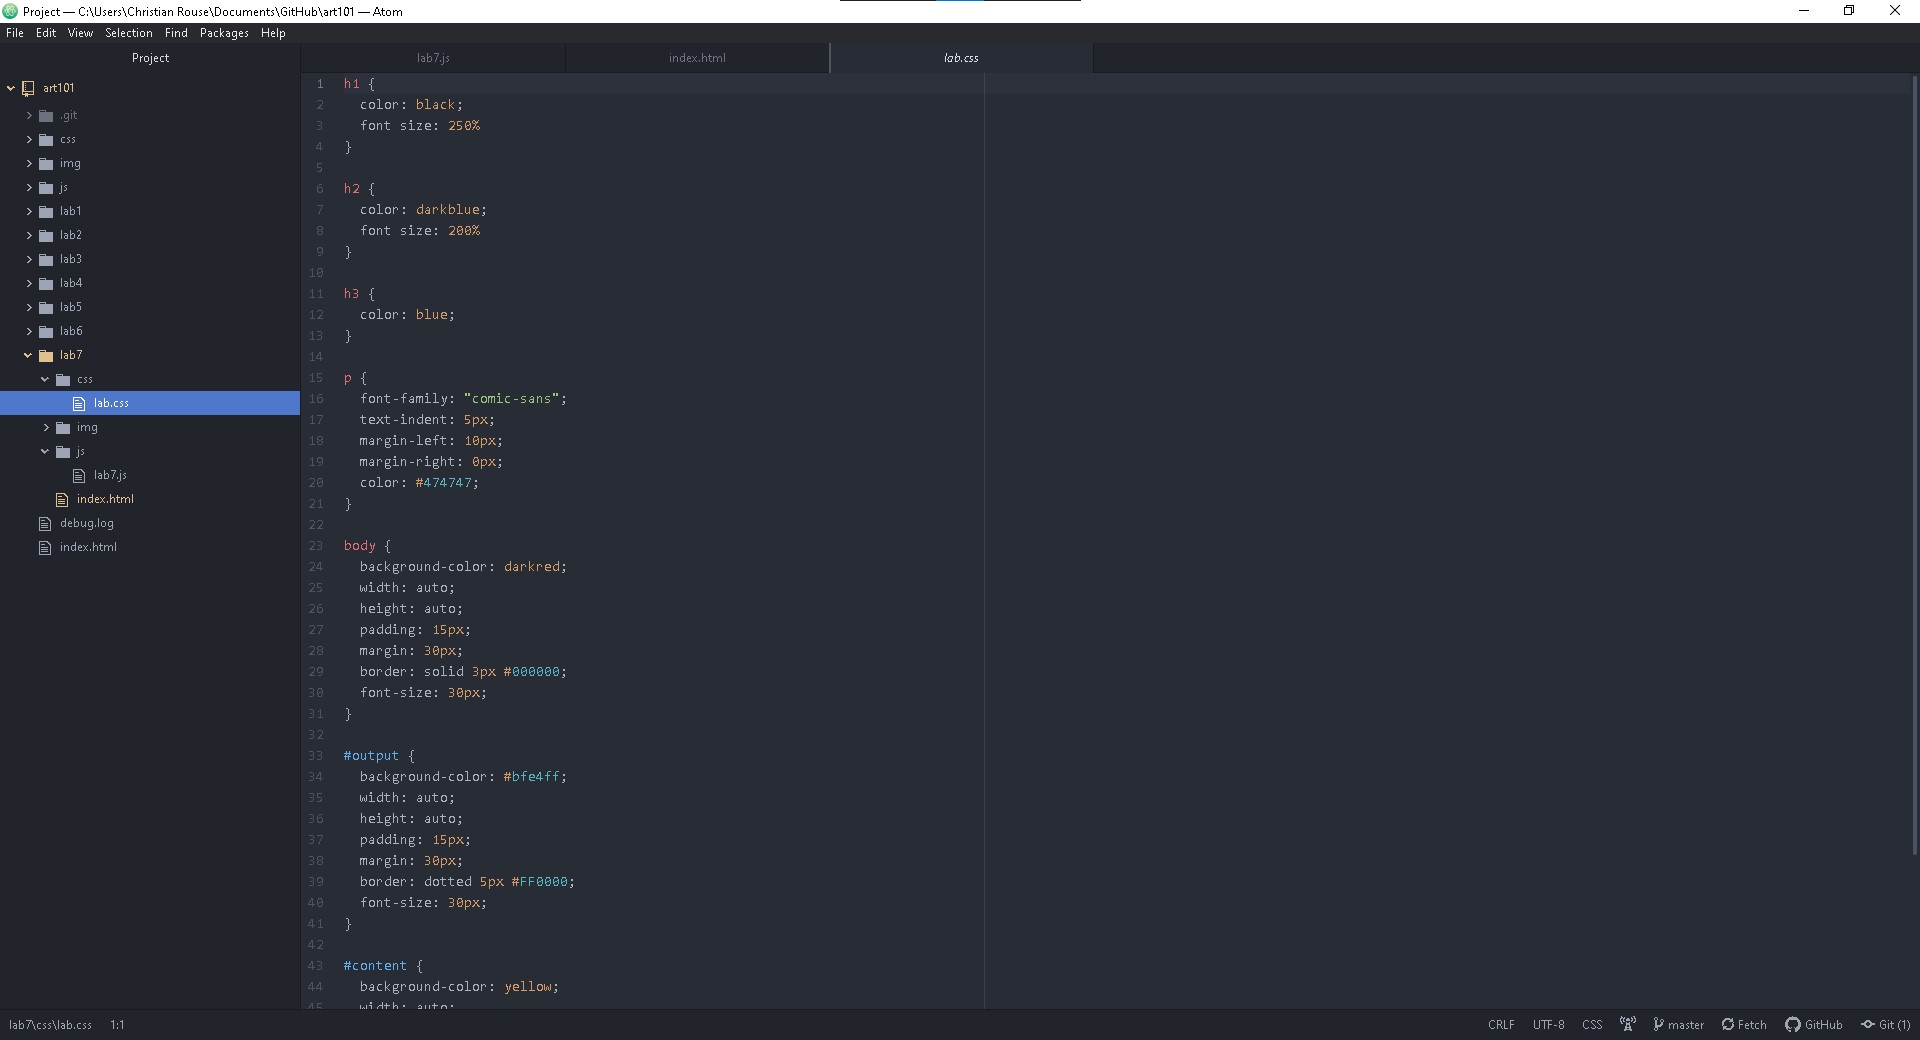 Project — C:\Users\Christian Rouse\Documents\GitHub\art101 — Atom
File Edit View Selection Find Packages Help
Project
lab7.js index.html lab.css
art101
.git
css
img
js
lab1
lab2
lab3
lab4
lab5
lab6
lab7
css
lab.css
img
js
lab7.js
index.html
debug.log
index.html
1 h1 {
2 color: black;
3 font size: 250%
4 }
5
6 h2 {
7 color: darkblue;
8 font size: 200%
9 }
10
11 h3 {
12 color: blue;
13 }
14
15 p {
16 font-family: "comic-sans";
17 text-indent: 5px;
18 margin-left: 10px;
19 margin-right: 0px;
20 color: #474747;
21 }
22
23 body {
24 background-color: darkred;
25 width: auto;
26 height: auto;
27 padding: 15px;
28 margin: 30px;
29 border: solid 3px #000000;
30 font-size: 30px;
31 }
32
33 #output {
34 background-color: #bfe4ff;
35 width: auto;
36 height: auto;
37 padding: 15px;
38 margin: 30px;
39 border: dotted 5px #FF0000;
40 font-size: 30px;
41 }
42
43 #content {
44 background-color: yellow;
45 width: auto;
lab7\css\lab.css 1:1 CRLF UTF-8 CSS master Fetch GitHub Git (1)